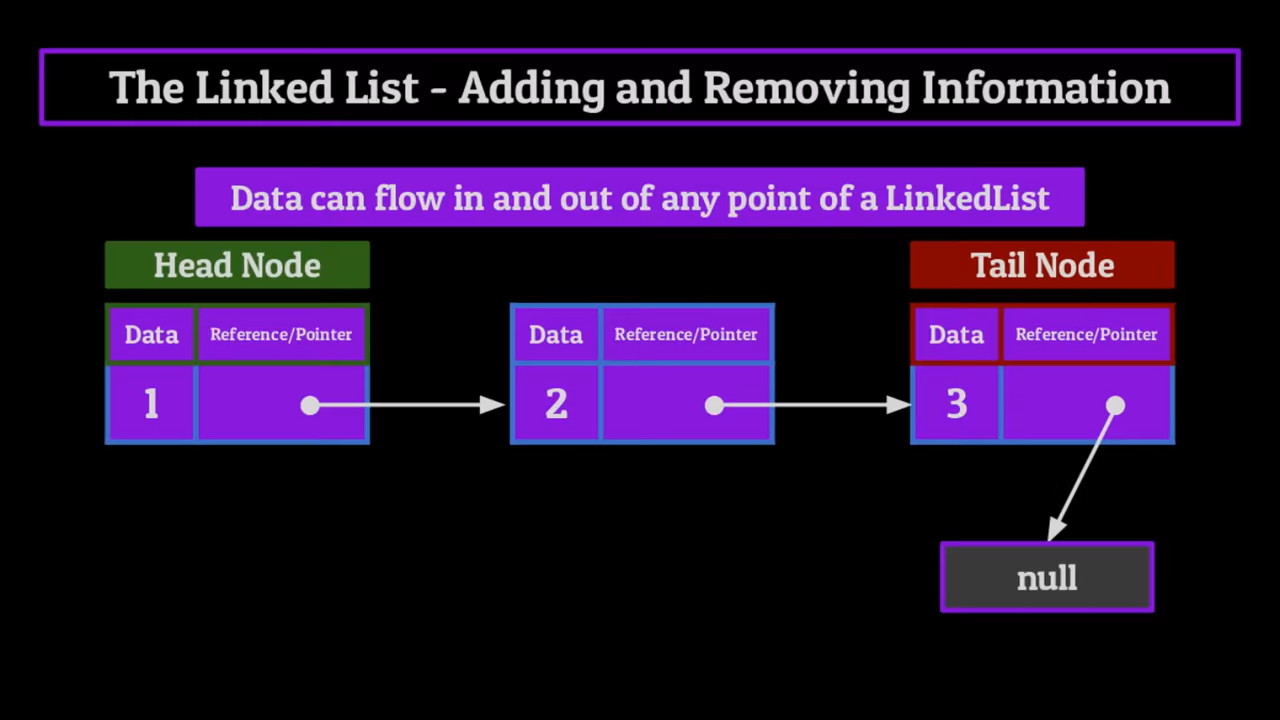 The Linked List - Adding and Removing Information
Data can flow in and out of any point of a LinkedList
Head Node
Tail Node
Data Reference/Pointer
Data Reference/Pointer
Data Reference/Pointer
1
2
3
null